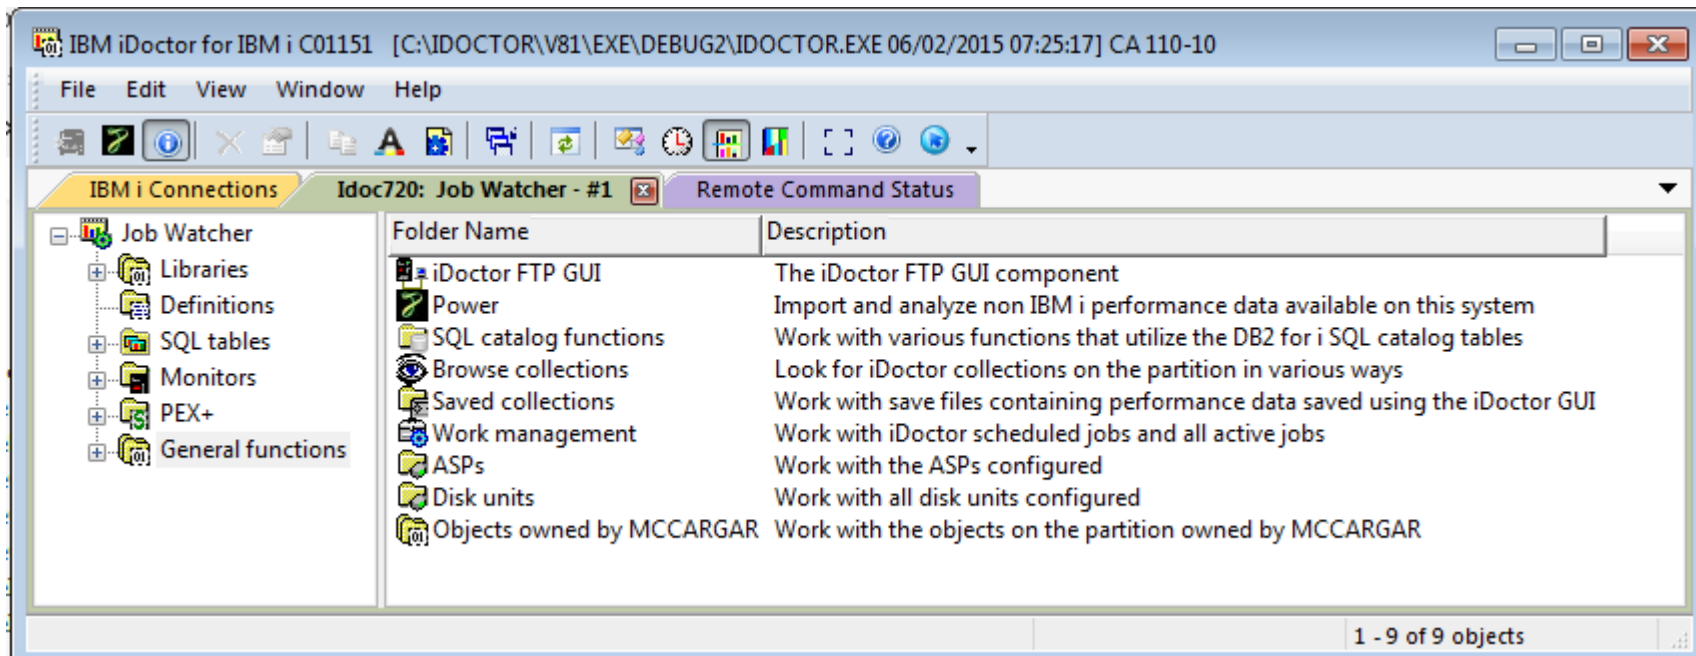 IBM iDoctor for IBM i C01151 [C:\IDOCTOR\V81\EXE\DEBUG2\IDOCTOR.EXE 06/02/2015 07:25:17] CA 110-10
File Edit View Window Help
IBM i Connections Idoc720: Job Watcher - #1 Remote Command Status
Job Watcher
Libraries
Definitions
SQL tables
Monitors
PEX+
General functions
Folder Name Description
iDoctor FTP GUI The iDoctor FTP GUI component
Power Import and analyze non IBM i performance data available on this system
SQL catalog functions Work with various functions that utilize the DB2 for i SQL catalog tables
Browse collections Look for iDoctor collections on the partition in various ways
Saved collections Work with save files containing performance data saved using the iDoctor GUI
Work management Work with iDoctor scheduled jobs and all active jobs
ASPs Work with the ASPs configured
Disk units Work with all disk units configured
Objects owned by MCCARGAR Work with the objects on the partition owned by MCCARGAR
1 - 9 of 9 objects